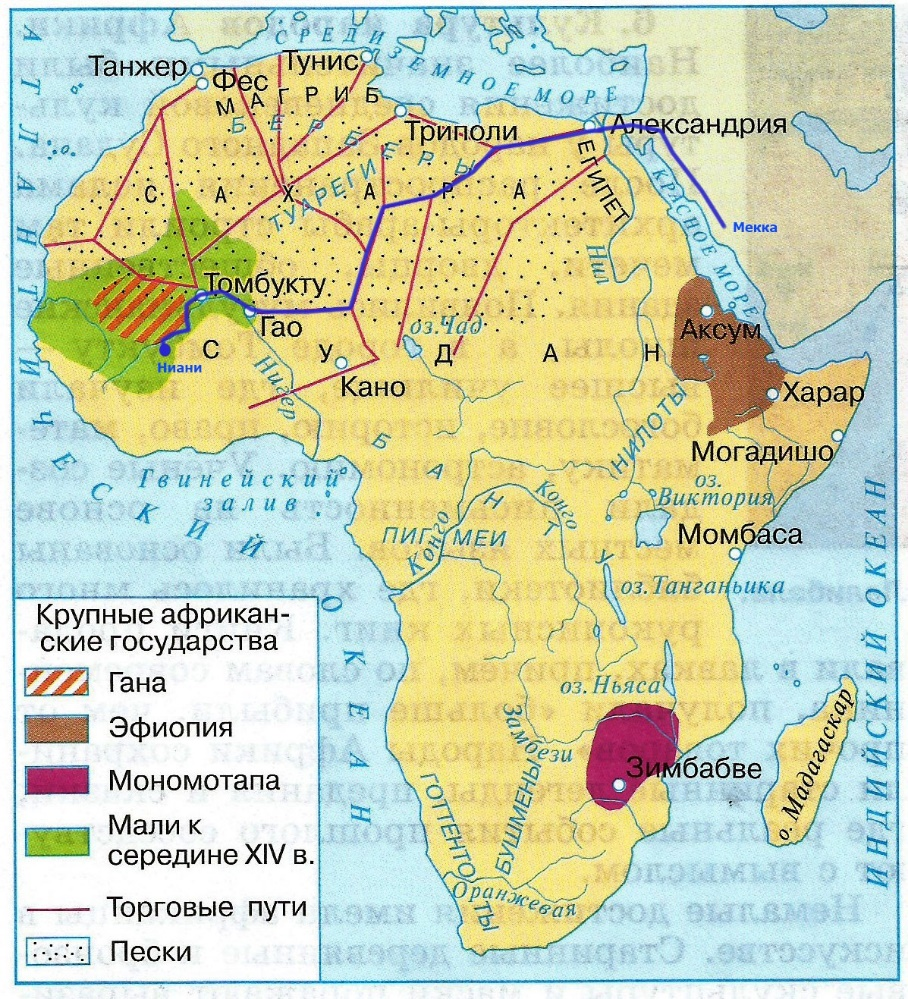 АТЛАНТИЧЕСКИЙ ОКЕАН
СРЕДИЗЕМНОЕ МОРЕ
Танжер
Фес
Тунис
МАГРИБ
БЕРБЕРЫ
Триполи
Александрия
САХАРА
ТУАРЕГИ
ЕГИПЕТ
КРАСНОЕ МОРЕ
Мекка
Нил
Томбукту
Гао
оз.Чад
Аксум
СУДАН
Ниани
Нигер
Кано
Харар
НИЛОТЫ
Могадишо
БАНТУ
Гвинейский
залив
оз.
Виктория
Конго
Конго
ПИГМЕИ
Момбаса
оз.Танганьика
ИНДИЙСКИЙ ОКЕАН
оз.Ньяса
Замбези
Зимбабве
о. Мадагаскар
ГОТТЕНТОТЫ
БУШМЕНЫ
Оранжевая
Крупные африкан-
ские государства
Гана
Эфиопия
Мономотапа
Мали к
середине XIV в.
Торговые пути
Пески